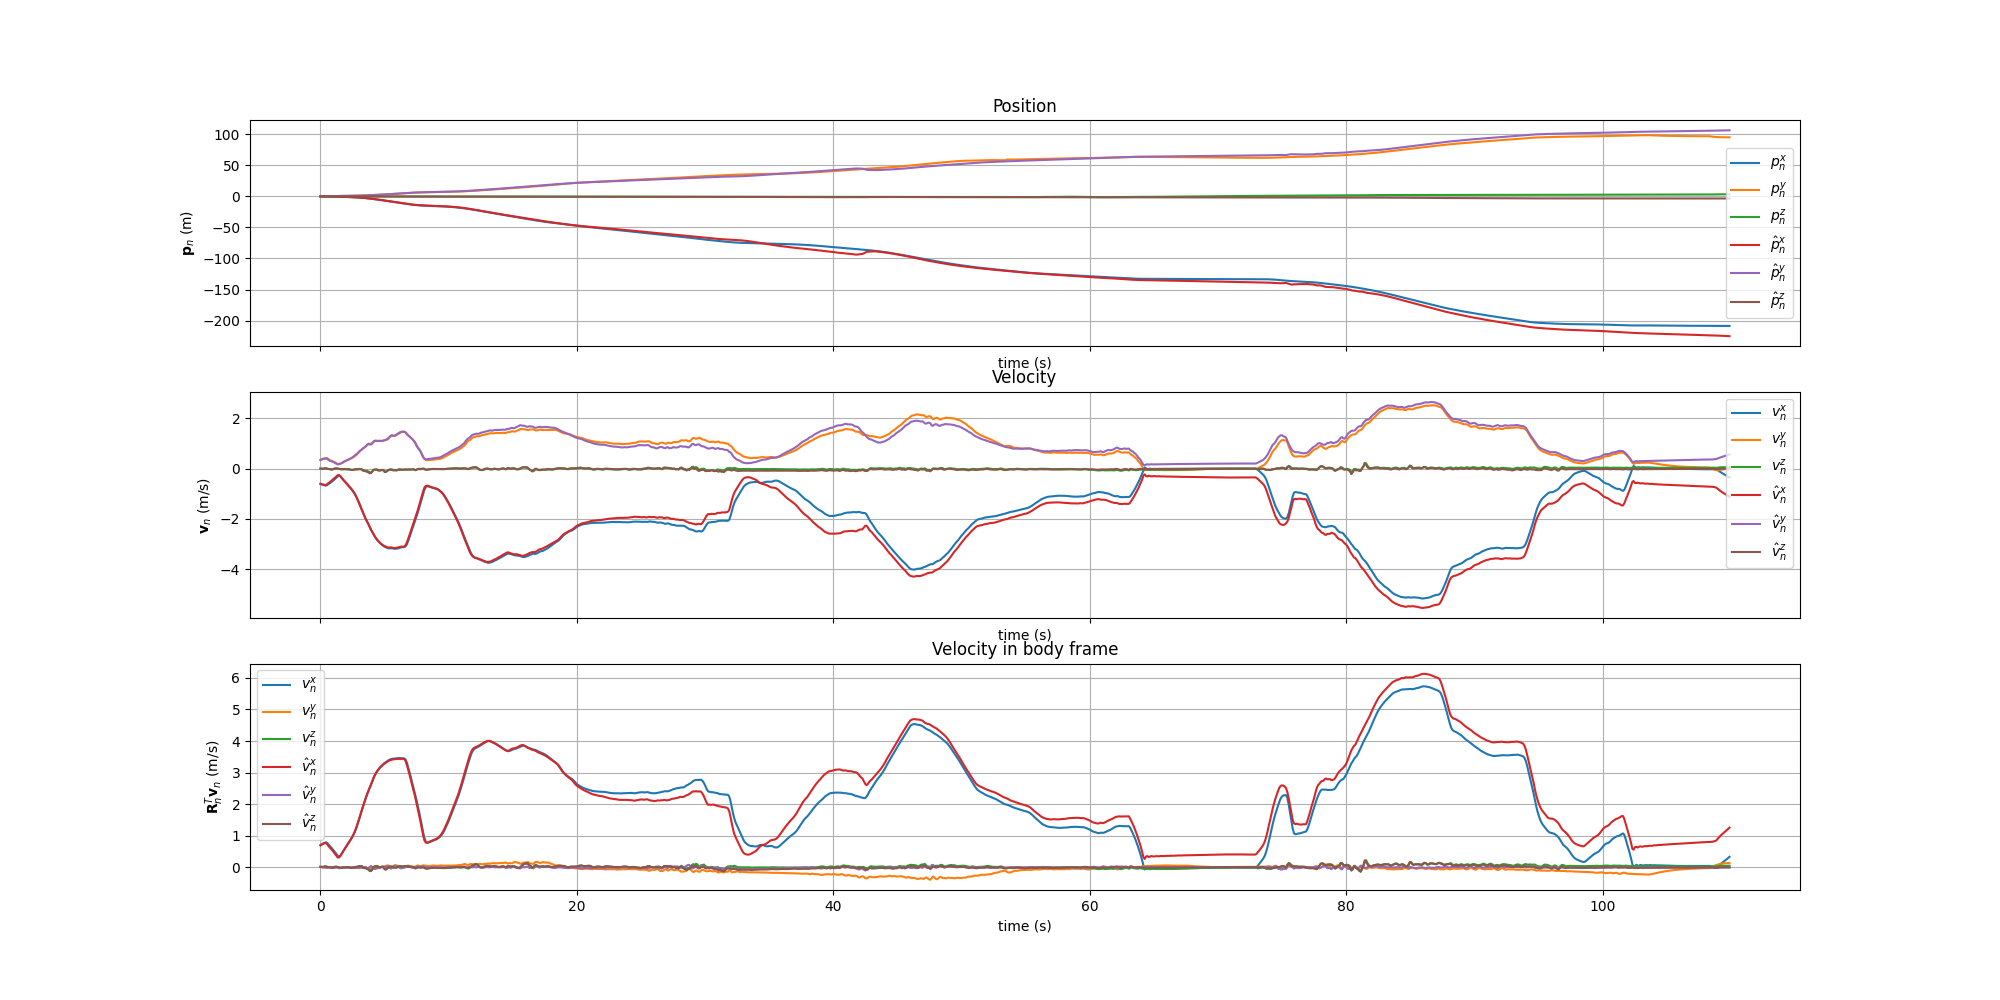 Position
100
50
0
−50
−100
−150
−200
p_n (m)
p_n^x
p_n^y
p_n^z
p̂_n^x
p̂_n^y
p̂_n^z
time (s)
Velocity
2
0
−2
−4
v_n (m/s)
v_n^x
v_n^y
v_n^z
v̂_n^x
v̂_n^y
v̂_n^z
time (s)
Velocity in body frame
6
5
4
3
2
1
0
R_n^T v_n (m/s)
v_n^x
v_n^y
v_n^z
v̂_n^x
v̂_n^y
v̂_n^z
0 20 40 60 80 100
time (s)